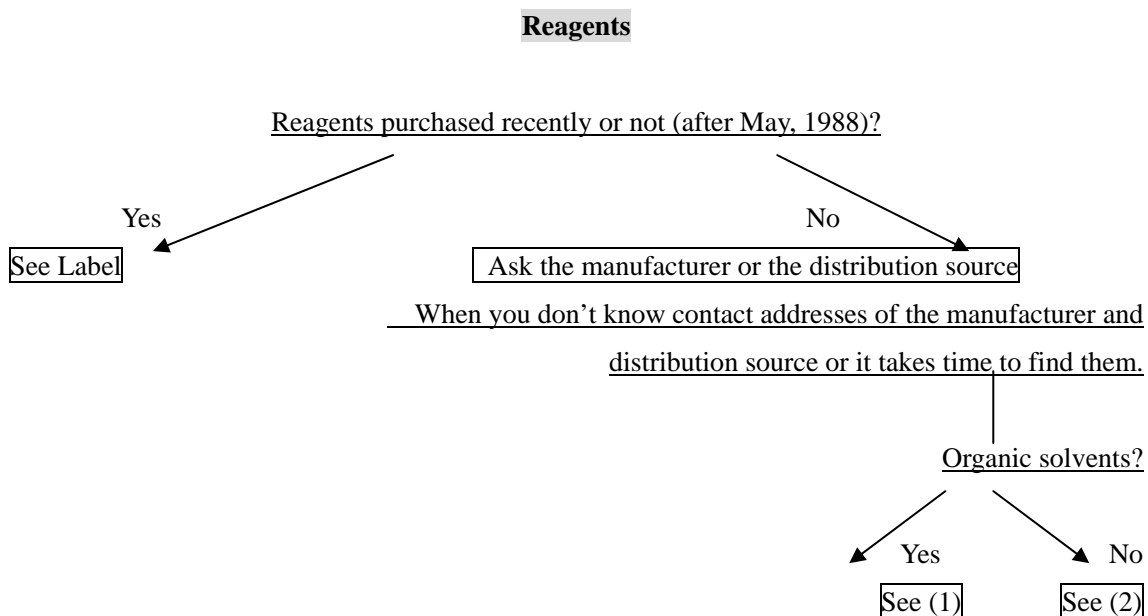 Reagents
Reagents purchased recently or not (after May, 1988)?
Yes No
See Label Ask the manufacturer or the distribution source
When you don’t know contact addresses of the manufacturer and
distribution source or it takes time to find them.
Organic solvents?
Yes No
See (1) See (2)